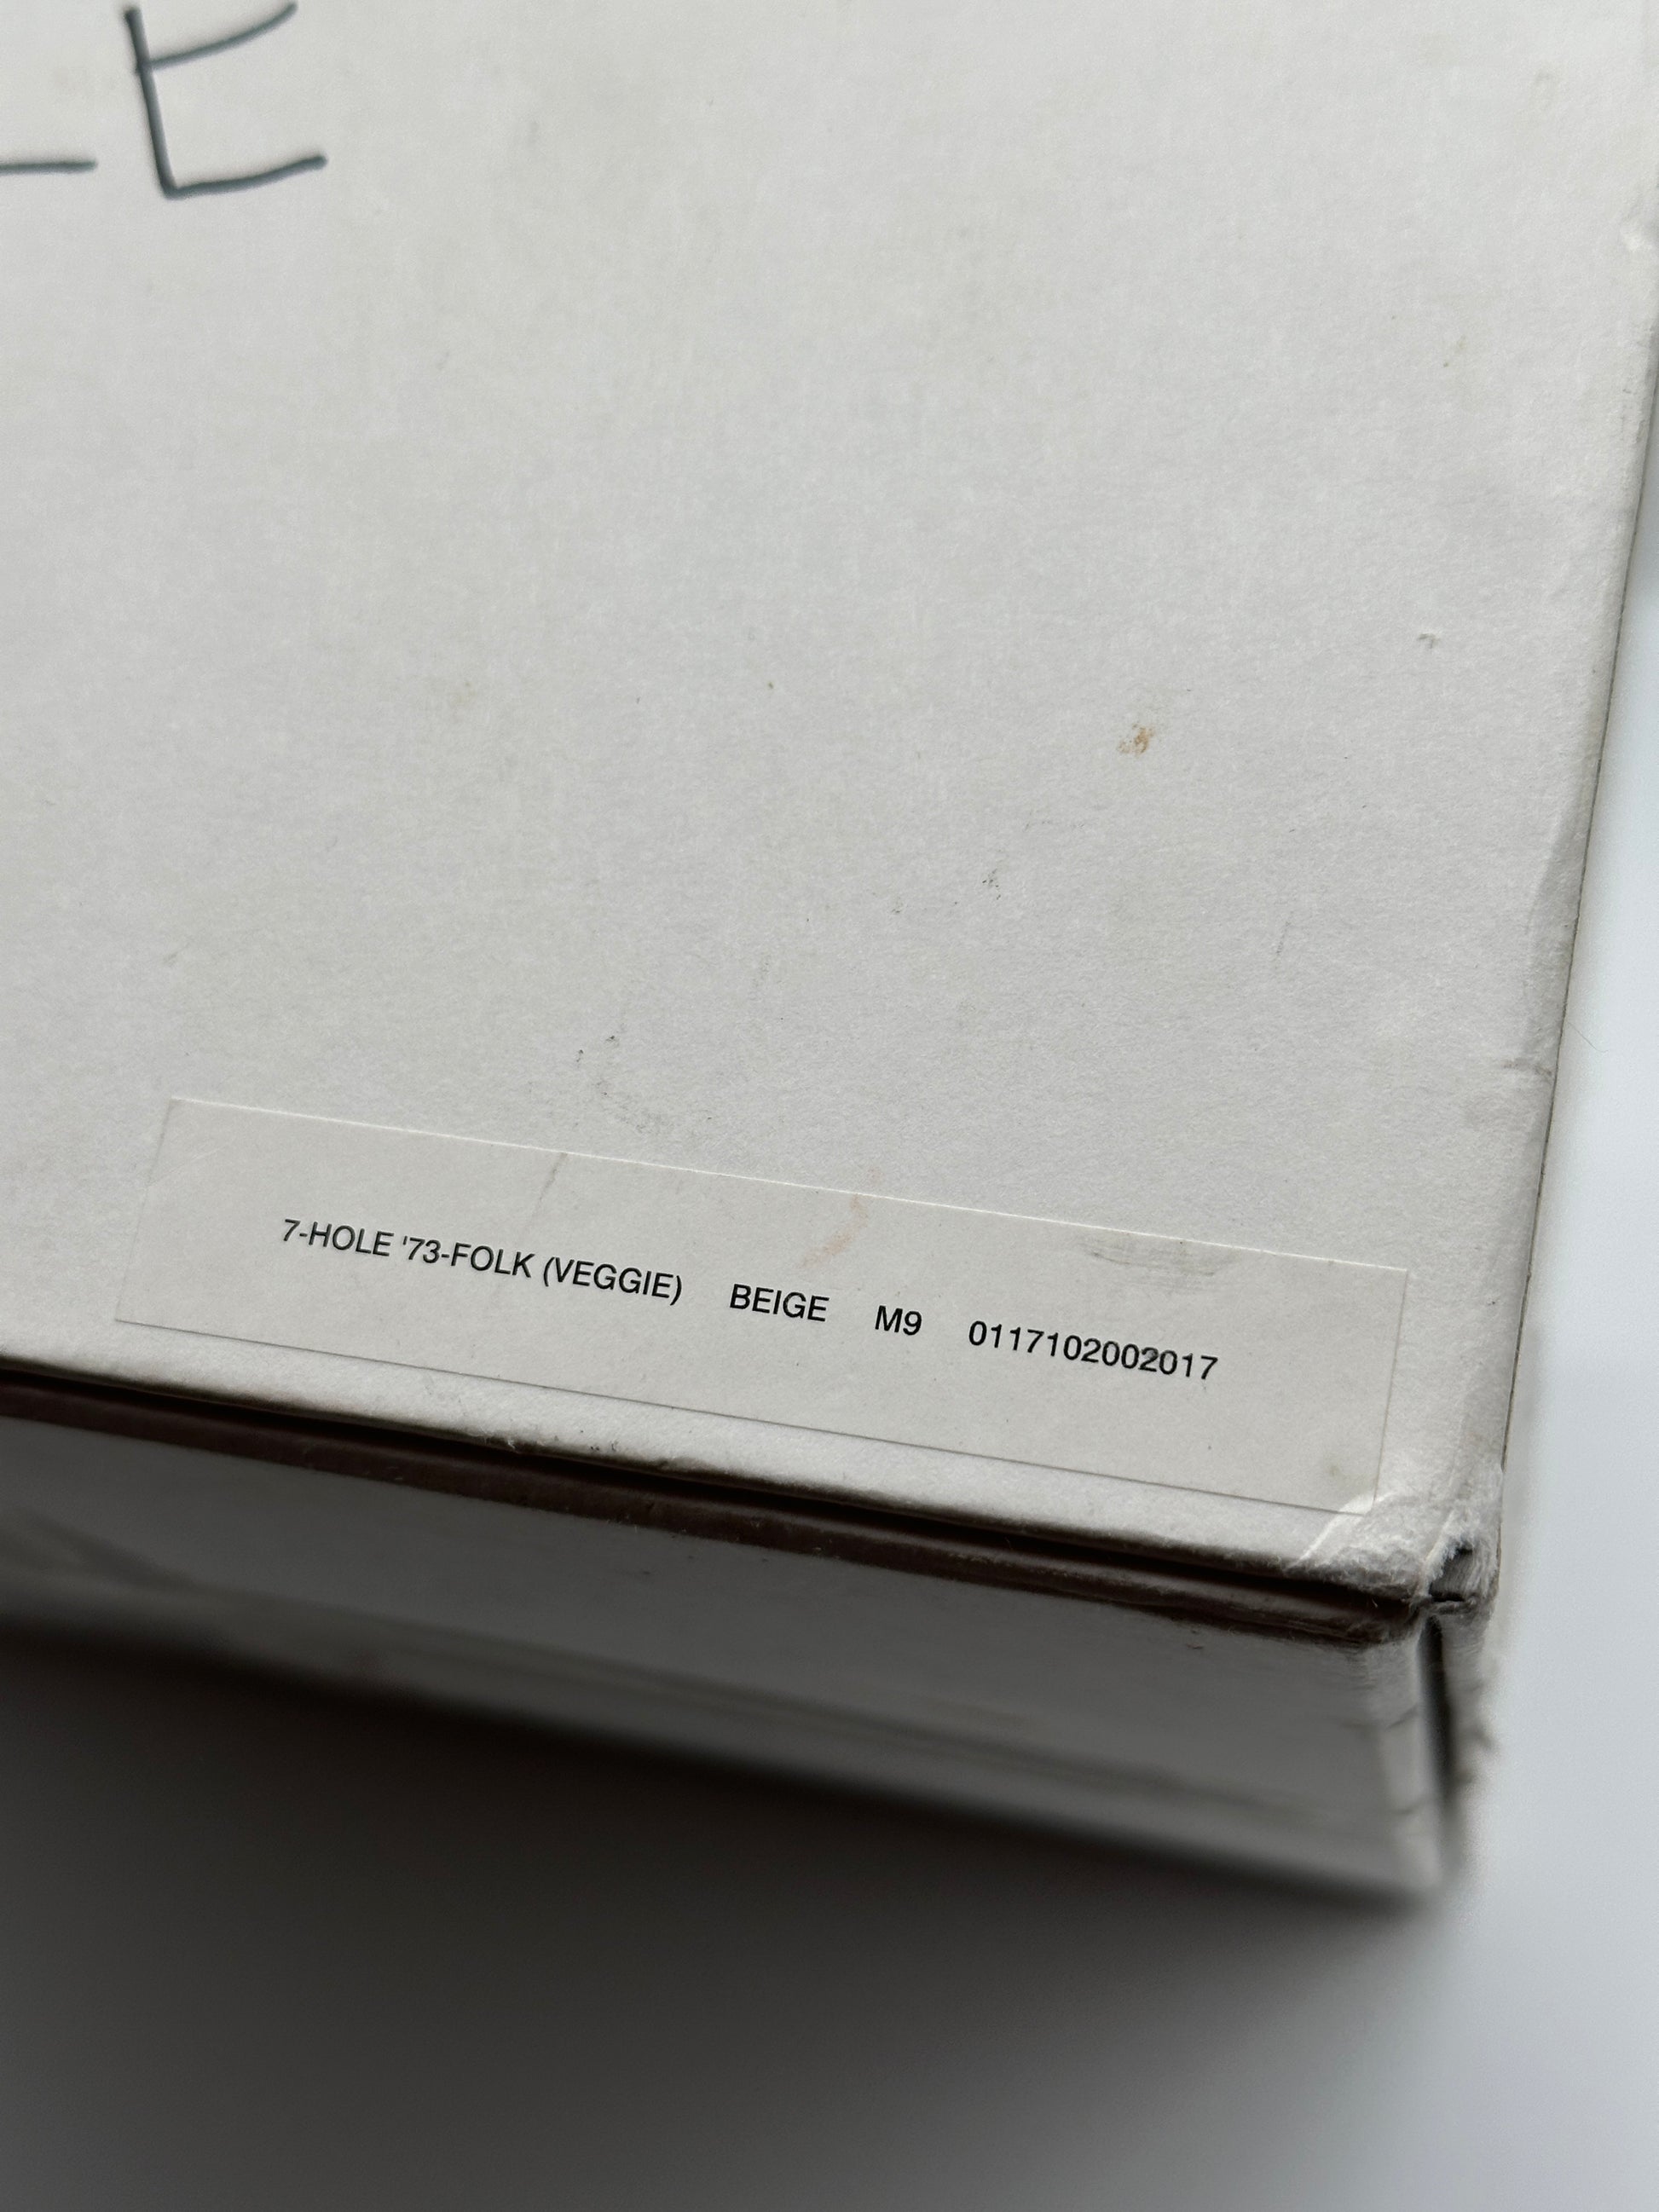 E
7-HOLE '73-FOLK (VEGGIE) BEIGE M9 0117102002017